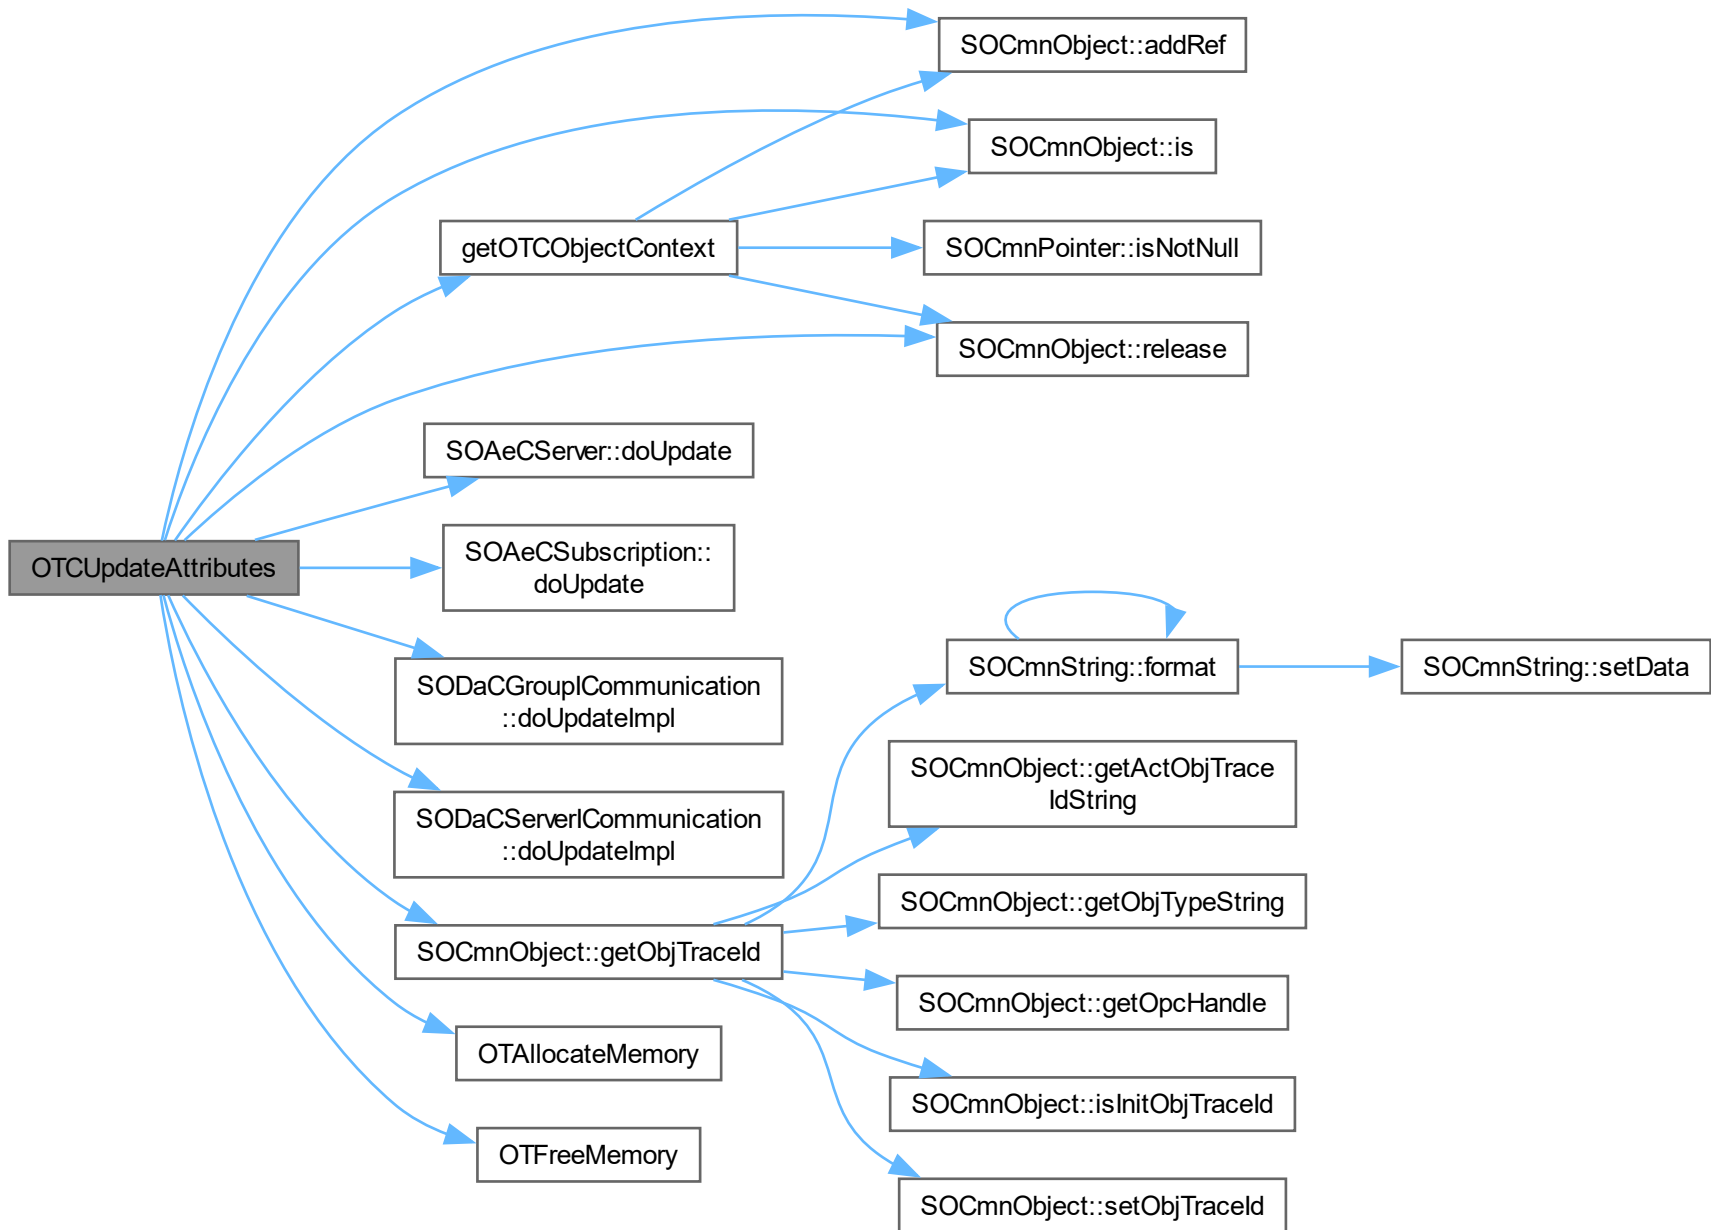 SOCmnObject::addRef
SOCmnObject::is
getOTCObjectContext
SOCmnPointer::isNotNull
SOCmnObject::release
SOAeCServer::doUpdate
OTCUpdateAttributes
SOAeCSubscription::
doUpdate
SOCmnString::format
SOCmnString::setData
SODaCGroupICommunication
::doUpdateImpl
SOCmnObject::getActObjTrace
IdString
SODaCServerICommunication
::doUpdateImpl
SOCmnObject::getObjTypeString
SOCmnObject::getObjTraceId
SOCmnObject::getOpcHandle
OTAllocateMemory
SOCmnObject::isInitObjTraceId
OTFreeMemory
SOCmnObject::setObjTraceId